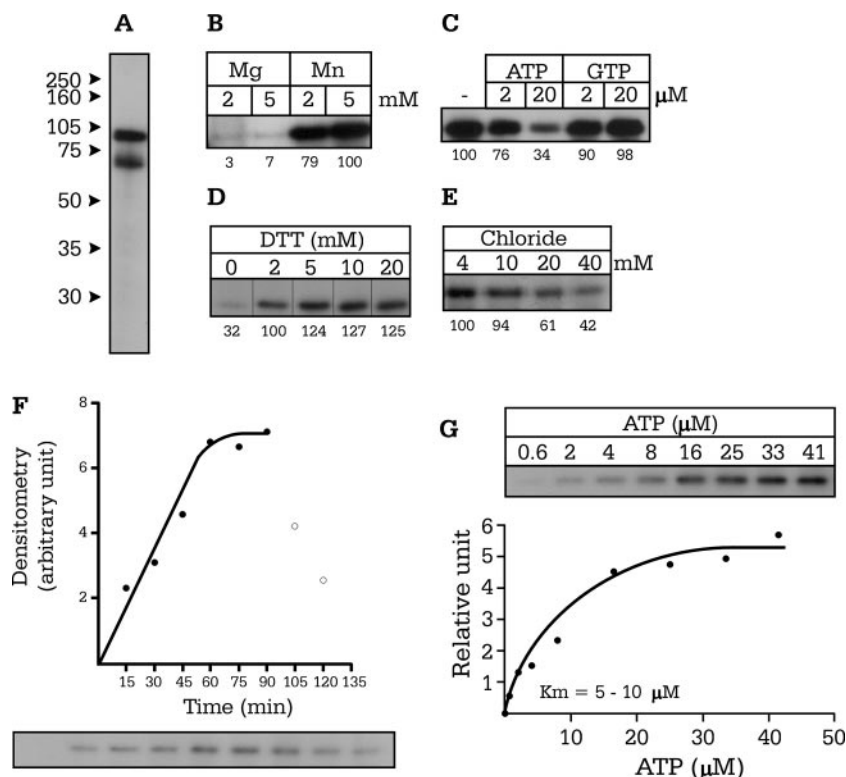 A
250
160
105
75
50
35
30
B
Mg Mn
2 5 2 5 mM
3 7 79 100
C
ATP GTP
- 2 20 2 20 μM
100 76 34 90 98
D
DTT (mM)
0 2 5 10 20
32 100 124 127 125
E
Chloride
4 10 20 40 mM
100 94 61 42
F
Densitometry
(arbitrary unit)
8
6
4
2
15 30 45 60 75 90 105 120 135
Time (min)
G
ATP (μM)
0.6 2 4 8 16 25 33 41
Relative unit
6
5
4
3
2
1
Km = 5 - 10 μM
10 20 30 40 50
ATP (μM)